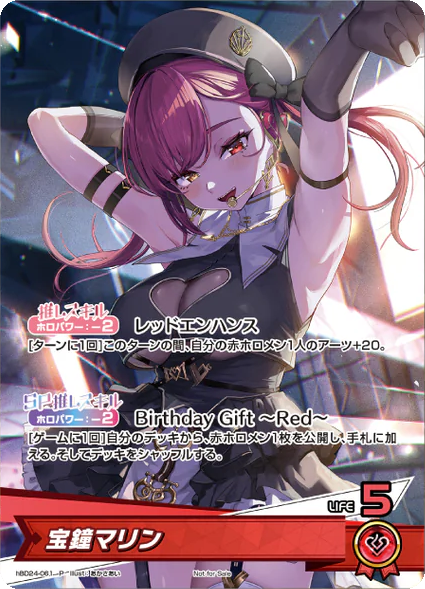 推しスキル
ホロパワー：－2
レッドエンハンス
[ターンに1回]このターンの間、自分の赤ホロメン1人のアーツ+20。
SP推しスキル
ホロパワー：－2
Birthday Gift ～Red～
[ゲームに1回]自分のデッキから、赤ホロメン1枚を公開し、手札に加
える。そしてデッキをシャッフルする。
LIFE 5
宝鐘マリン
hBD24-061 P Illust: あかさあい
Not for Sale